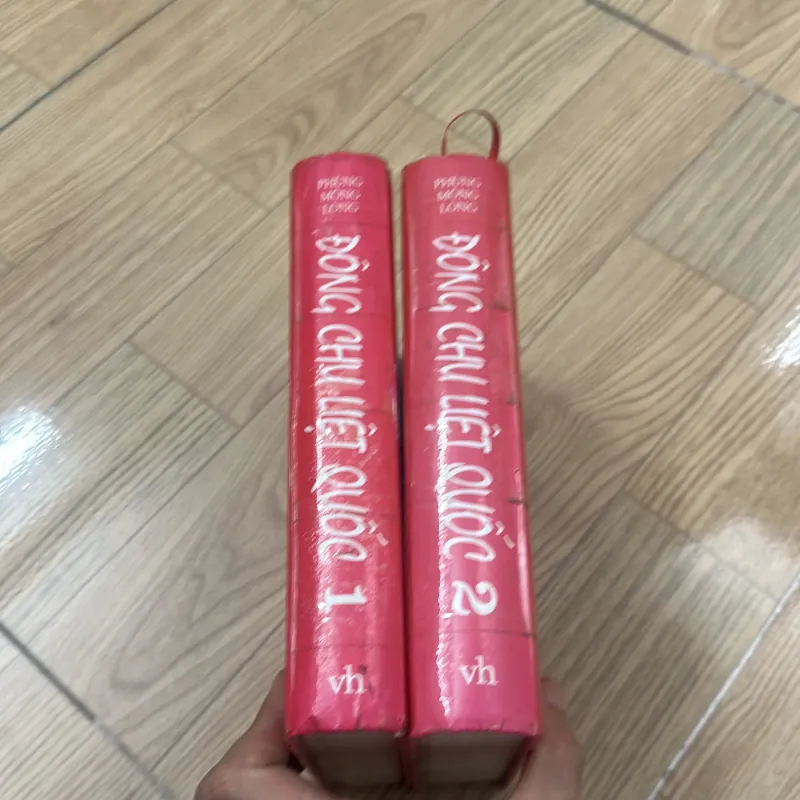 PHÙNG
MỘNG
LONG
ĐÔNG CHU LIỆT QUỐC 1
vh
PHÙNG
MỘNG
LONG
ĐÔNG CHU LIỆT QUỐC 2
vh